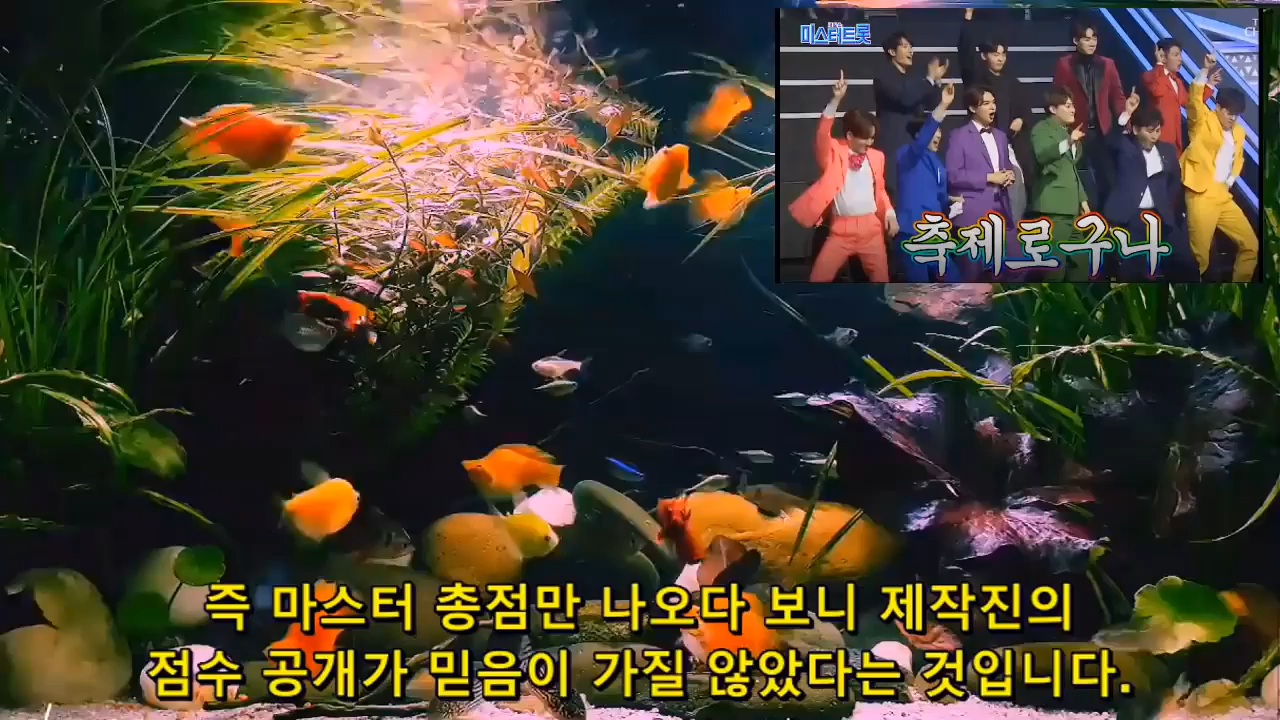 미스터트롯
축제로구나
즉 마스터 총점만 나오다 보니 제작진의
점수 공개가 믿음이 가질 않았다는 것입니다.